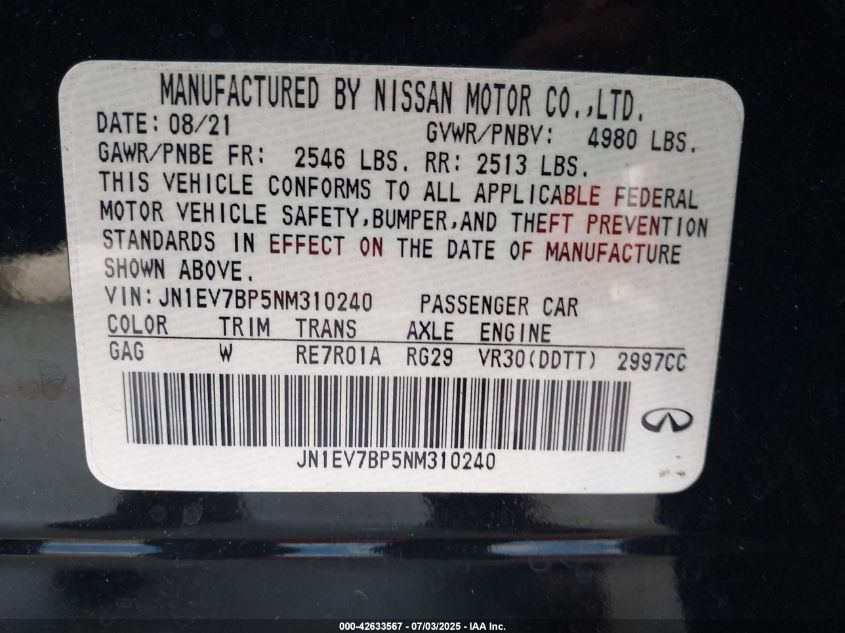 MANUFACTURED BY NISSAN MOTOR CO.,LTD.
DATE: 08/21 GVWR/PNBV: 4980 LBS.
GAWR/PNBE FR: 2546 LBS. RR: 2513 LBS.
THIS VEHICLE CONFORMS TO ALL APPLICABLE FEDERAL
MOTOR VEHICLE SAFETY,BUMPER,AND THEFT PREVENTION
STANDARDS IN EFFECT ON THE DATE OF MANUFACTURE
SHOWN ABOVE.
VIN:JN1EV7BP5NM310240 PASSENGER CAR
COLOR TRIM TRANS AXLE ENGINE
GAG W RE7R01A RG29 VR30(DDTT) 2997CC
JN1EV7BP5NM310240
000-42633567 - 07/03/2025 - IAA Inc.